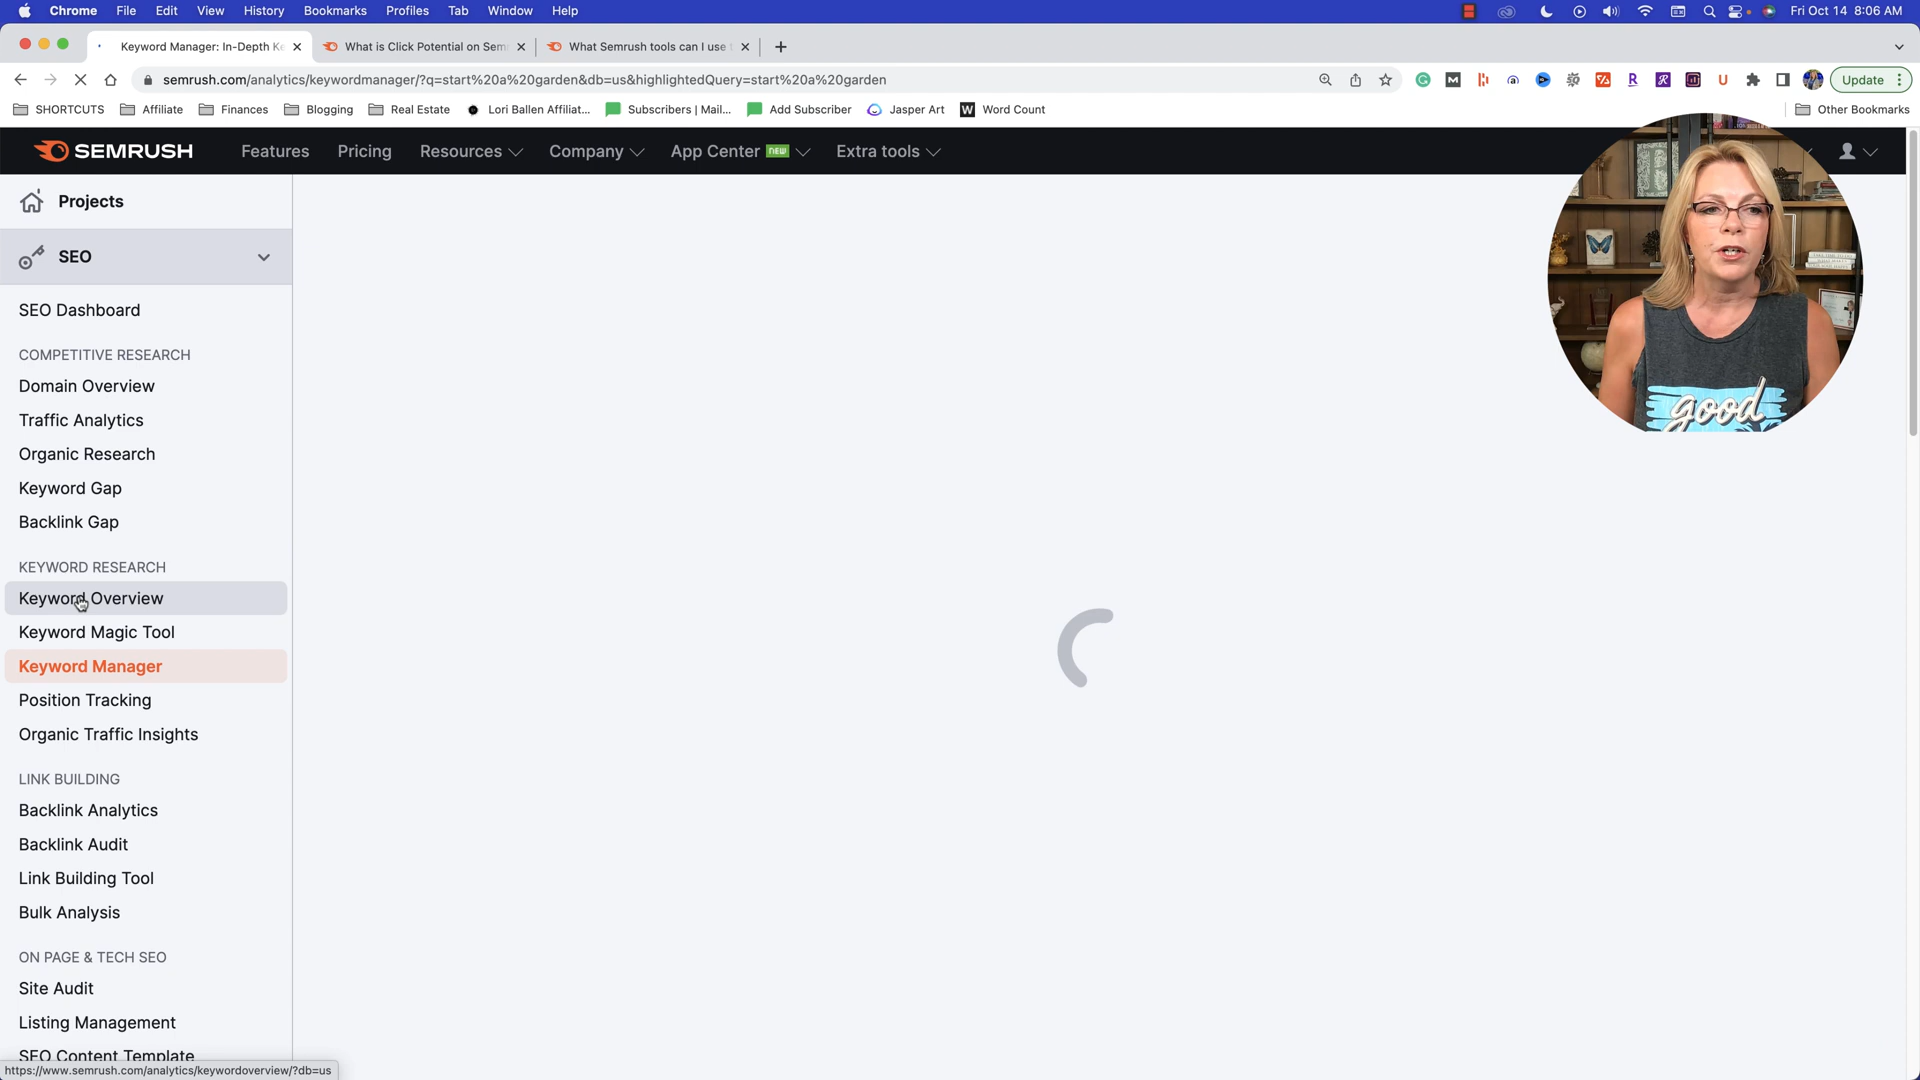 Chrome File Edit View History Bookmarks Profiles Tab Window Help Fri Oct 14 8:06 AM
Keyword Manager: In-Depth Ke What is Click Potential on Sem What Semrush tools can I use
semrush.com/analytics/keywordmanager/?q=start%20a%20garden&db=us&highlightedQuery=start%20a%20garden Update
SHORTCUTS Affiliate Finances Blogging Real Estate Lori Ballen Affiliat... Subscribers | Mail... Add Subscriber Jasper Art W Word Count Other Bookmarks
SEMRUSH Features Pricing Resources Company App Center NEW Extra tools
Projects
SEO
SEO Dashboard
COMPETITIVE RESEARCH
Domain Overview
Traffic Analytics
good
Organic Research
Keyword Gap
Backlink Gap
KEYWORD RESEARCH
Keyword Overview
Keyword Magic Tool
Keyword Manager
Position Tracking
Organic Traffic Insights
LINK BUILDING
Backlink Analytics
Backlink Audit
Link Building Tool
Bulk Analysis
ON PAGE & TECH SEO
Site Audit
Listing Management
SEO Content Template
https://www.semrush.com/analytics/keywordoverview/?db=us